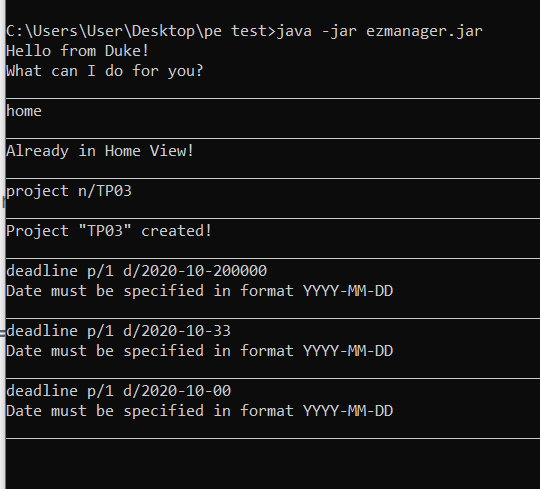 C:\Users\User\Desktop\pe test>java -jar ezmanager.jar
Hello from Duke!
What can I do for you?
home
Already in Home View!
project n/TP03
Project "TP03" created!
deadline p/1 d/2020-10-200000
Date must be specified in format YYYY-MM-DD
deadline p/1 d/2020-10-33
Date must be specified in format YYYY-MM-DD
deadline p/1 d/2020-10-00
Date must be specified in format YYYY-MM-DD